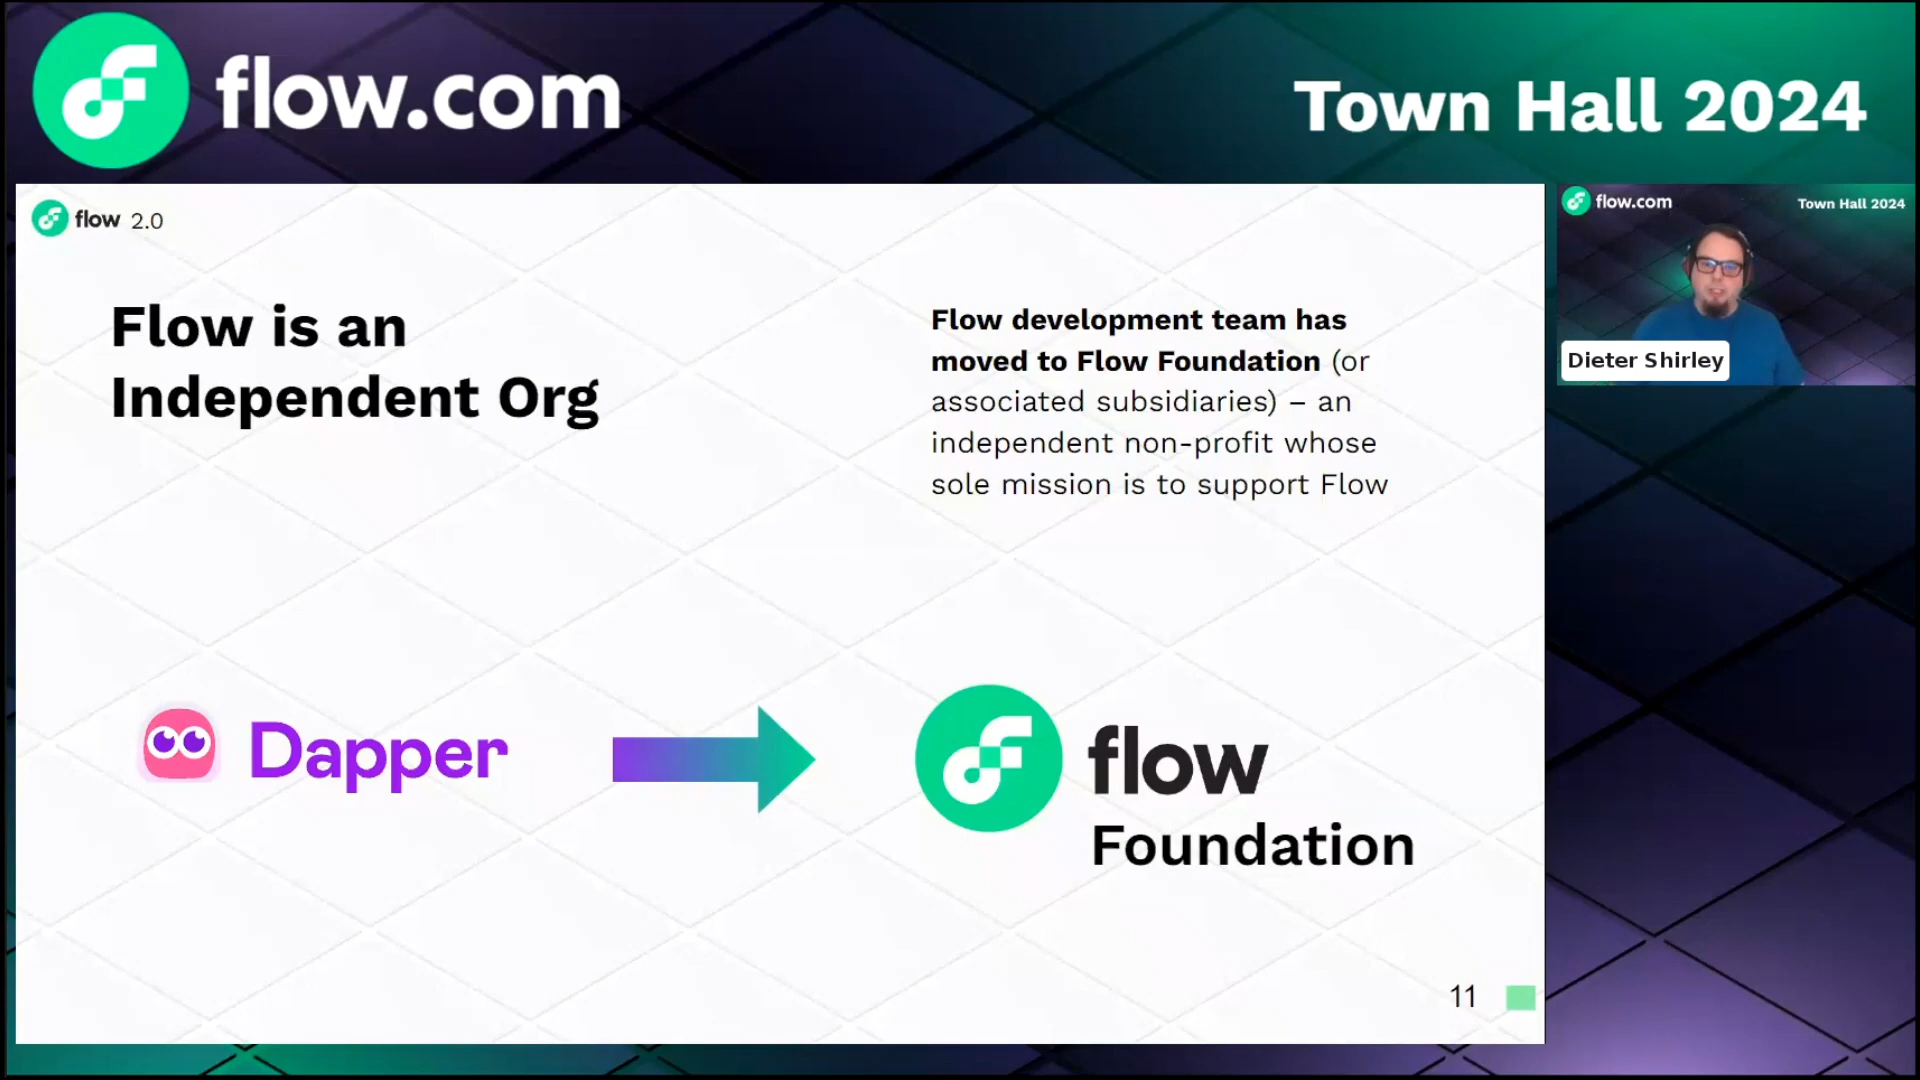 flow.com
Town Hall 2024
flow 2.0
Flow is an
Independent Org
Flow development team has
moved to Flow Foundation (or
associated subsidiaries) – an
independent non-profit whose
sole mission is to support Flow
Dapper
flow
Foundation
11
flow.com
Town Hall 2024
Dieter Shirley